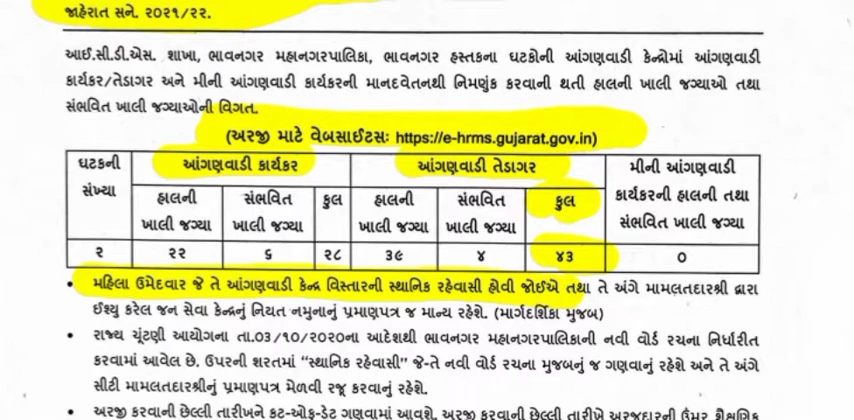 જાહેરાત સને. ૨૦૨૧/૨૨.
આઈ.સી.ડી.એસ. શાખા, ભાવનગર મહાનગરપાલિકા, ભાવનગર હસ્તકના ઘટકોની આંગણવાડી કેન્દ્રોમાં આંગણવાડી
કાર્યકર/તેડાગર અને મીની આંગણવાડી કાર્યકરની માનદવેતનથી નિમણુંક કરવાની થતી હાલની ખાલી જગ્યાઓ તથા
સંભવિત ખાલી જગ્યાઓની વિગત.
(અરજી માટે વેબસાઈટસઃ https://e-hrms.gujarat.gov.in)
ઘટકની સંખ્યા
આંગણવાડી કાર્યકર
આંગણવાડી તેડાગર
મીની આંગણવાડી કાર્યકરની હાલની તથા સંભવિત ખાલી જગ્યા
હાલની ખાલી જગ્યા
સંભવિત ખાલી જગ્યા
કુલ
હાલની ખાલી જગ્યા
સંભવિત ખાલી જગ્યા
કુલ
૨ ૨૨ ૬ ૨૮ ૩૯ ૪ ૪૩ ૦
• મહિલા ઉમેદવાર જે તે આંગણવાડી કેન્દ્ર વિસ્તારની સ્થાનિક રહેવાસી હોવી જોઈએ તથા તે અંગે મામલતદારશ્રી દ્વારા
ઈશ્યુ કરેલ જન સેવા કેન્દ્રનું નિયત નમુનાનું પ્રમાણપત્ર જ માન્ય રહેશે. (માર્ગદર્શિકા મુજબ)
• રાજ્ય ચૂંટણી આયોગના તા.૦૩/૧૦/૨૦૨૦ના આદેશથી ભાવનગર મહાનગરપાલિકાની નવી વોર્ડ રચના નિર્ધારીત
કરવામાં આવેલ છે. ઉપરની શરતમાં “સ્થાનિક રહેવાસી” જે-તે નવી વોર્ડ રચના મુજબનું જ ગણવાનું રહેશે અને તે અંગે
સીટી મામલતદારશ્રીનું પ્રમાણપત્ર મેળવી રજૂ કરવાનું રહેશે.
• અરજી કરવાની છેલ્લી તારીખને કટ-ઓફ-ડેટ ગણવામાં આવશે. અરજી કરવાની છેલ્લી તારીખે અરજદારની ઉંમર શૈક્ષણિક